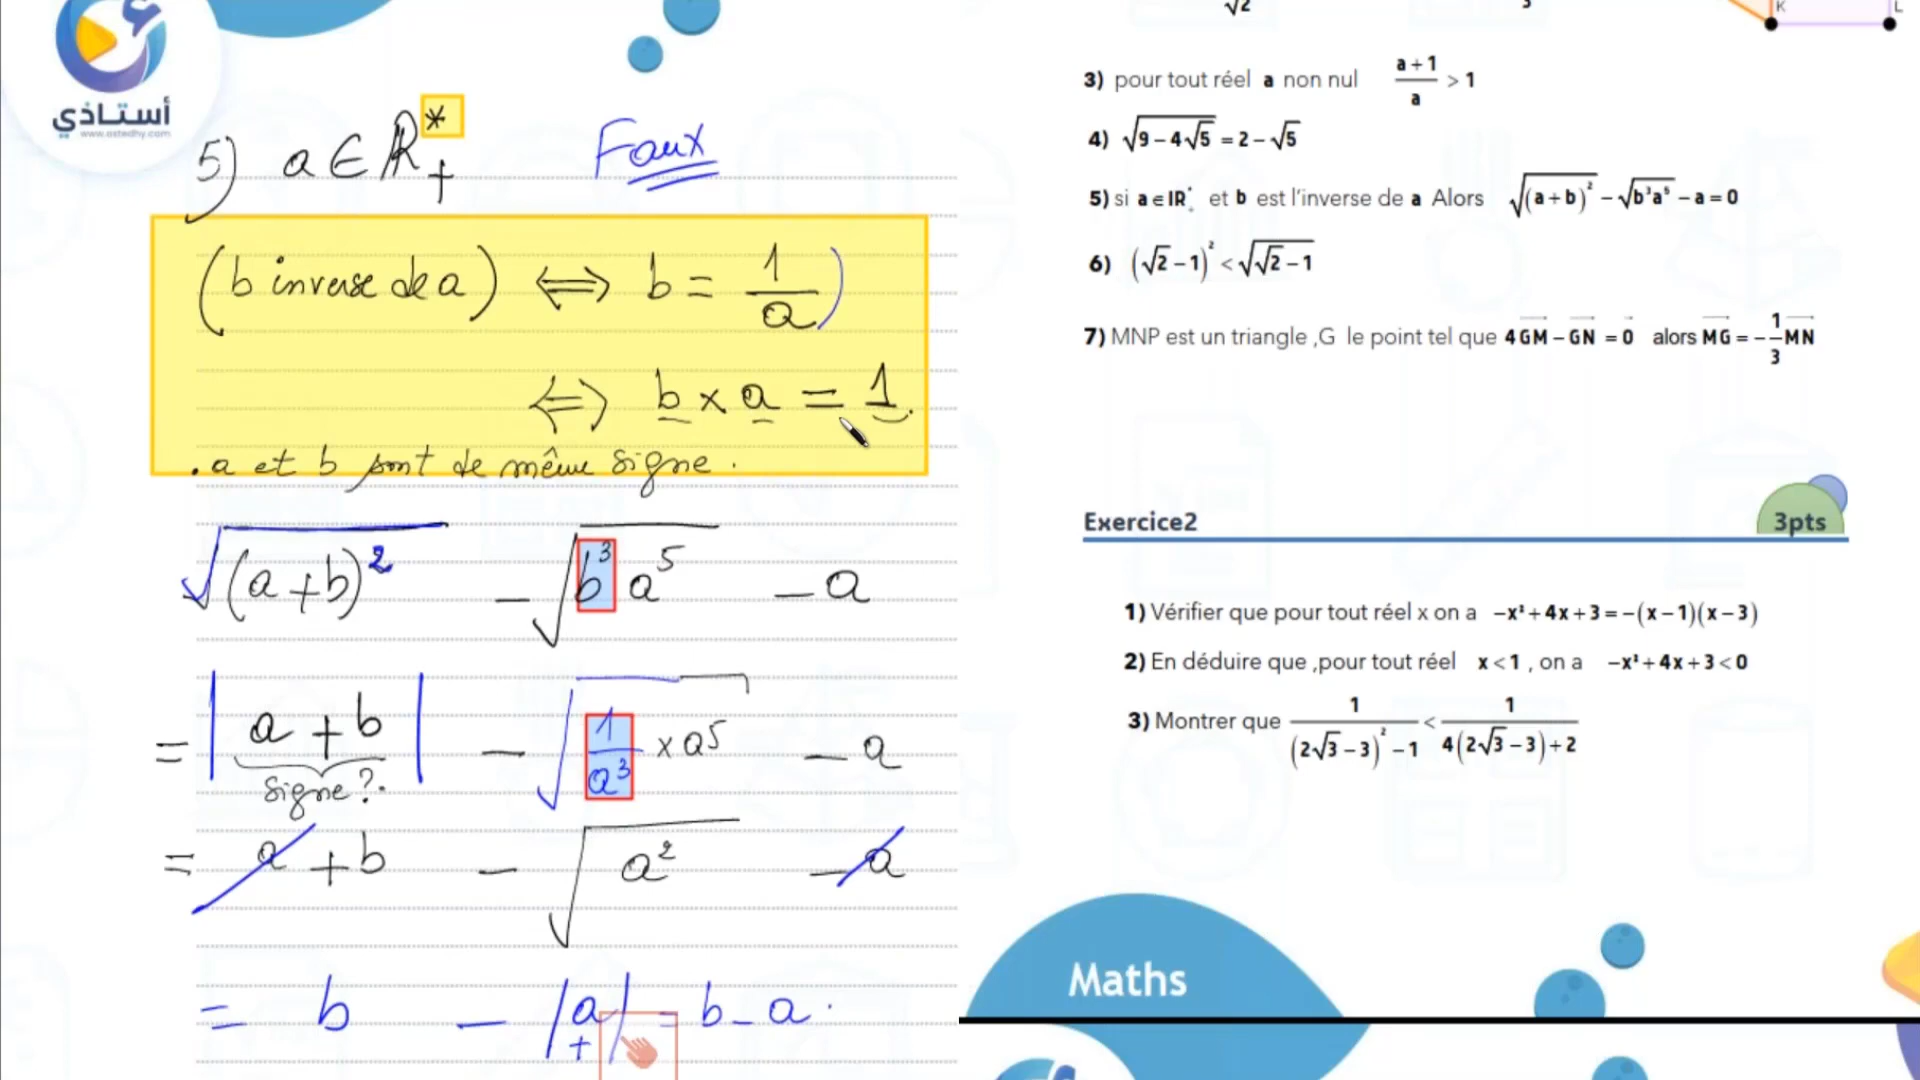 أستاذي
www.ostedhy.com
5) a ∈ ℝ*₊ Faux
(b inverse de a) ⟺ b = 1/a)
⟺ b × a = 1.
. a et b sont de même signe.
√(a+b)² − √b³a⁵ − a
= |a+b| − √1/a³ × a⁵ − a
signe ?.
= a + b − √a² − a
= b − |a| = b − a.
+
√2 3
K L
3) pour tout réel a non nul (a+1)/a > 1
4) √(9−4√5) = 2−√5
5) si a ∈ IR*₊ et b est l'inverse de a Alors √(a+b)² − √b³a⁵ − a = 0
6) (√2−1)² < √(√2−1)
7) MNP est un triangle ,G le point tel que 4GM⃗ − GN⃗ = 0⃗ alors MG⃗ = −1/3 MN⃗
Exercice2 3pts
1) Vérifier que pour tout réel x on a −x²+4x+3=−(x−1)(x−3)
2) En déduire que ,pour tout réel x<1 , on a −x²+4x+3<0
3) Montrer que 1/((2√3−3)²−1) < 1/(4(2√3−3)+2)
Maths